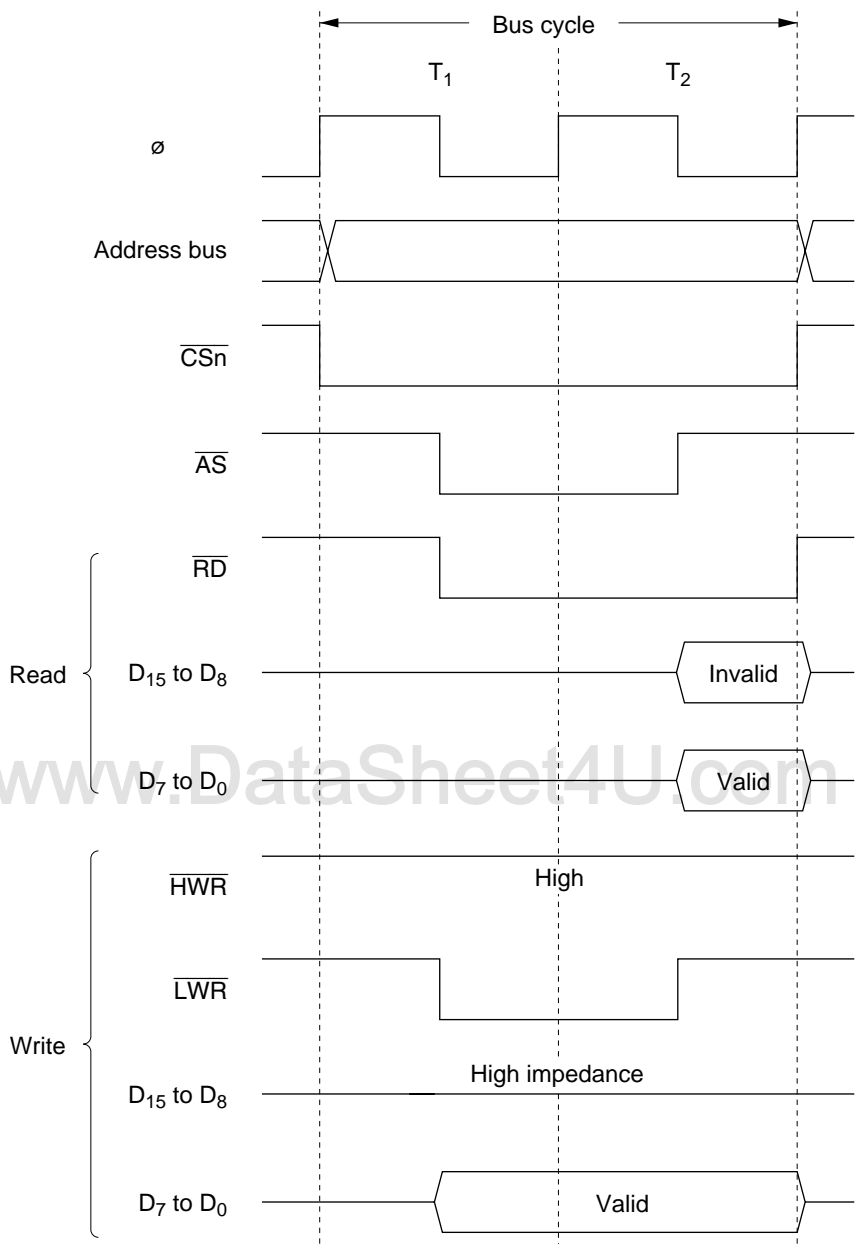 Bus cycle
T₁ T₂
ø
Address bus
CSn
AS
RD
Read
D₁₅ to D₈ Invalid
D₇ to D₀ Valid
www.DataSheet4U.com
HWR High
LWR
Write
D₁₅ to D₈ High impedance
D₇ to D₀ Valid